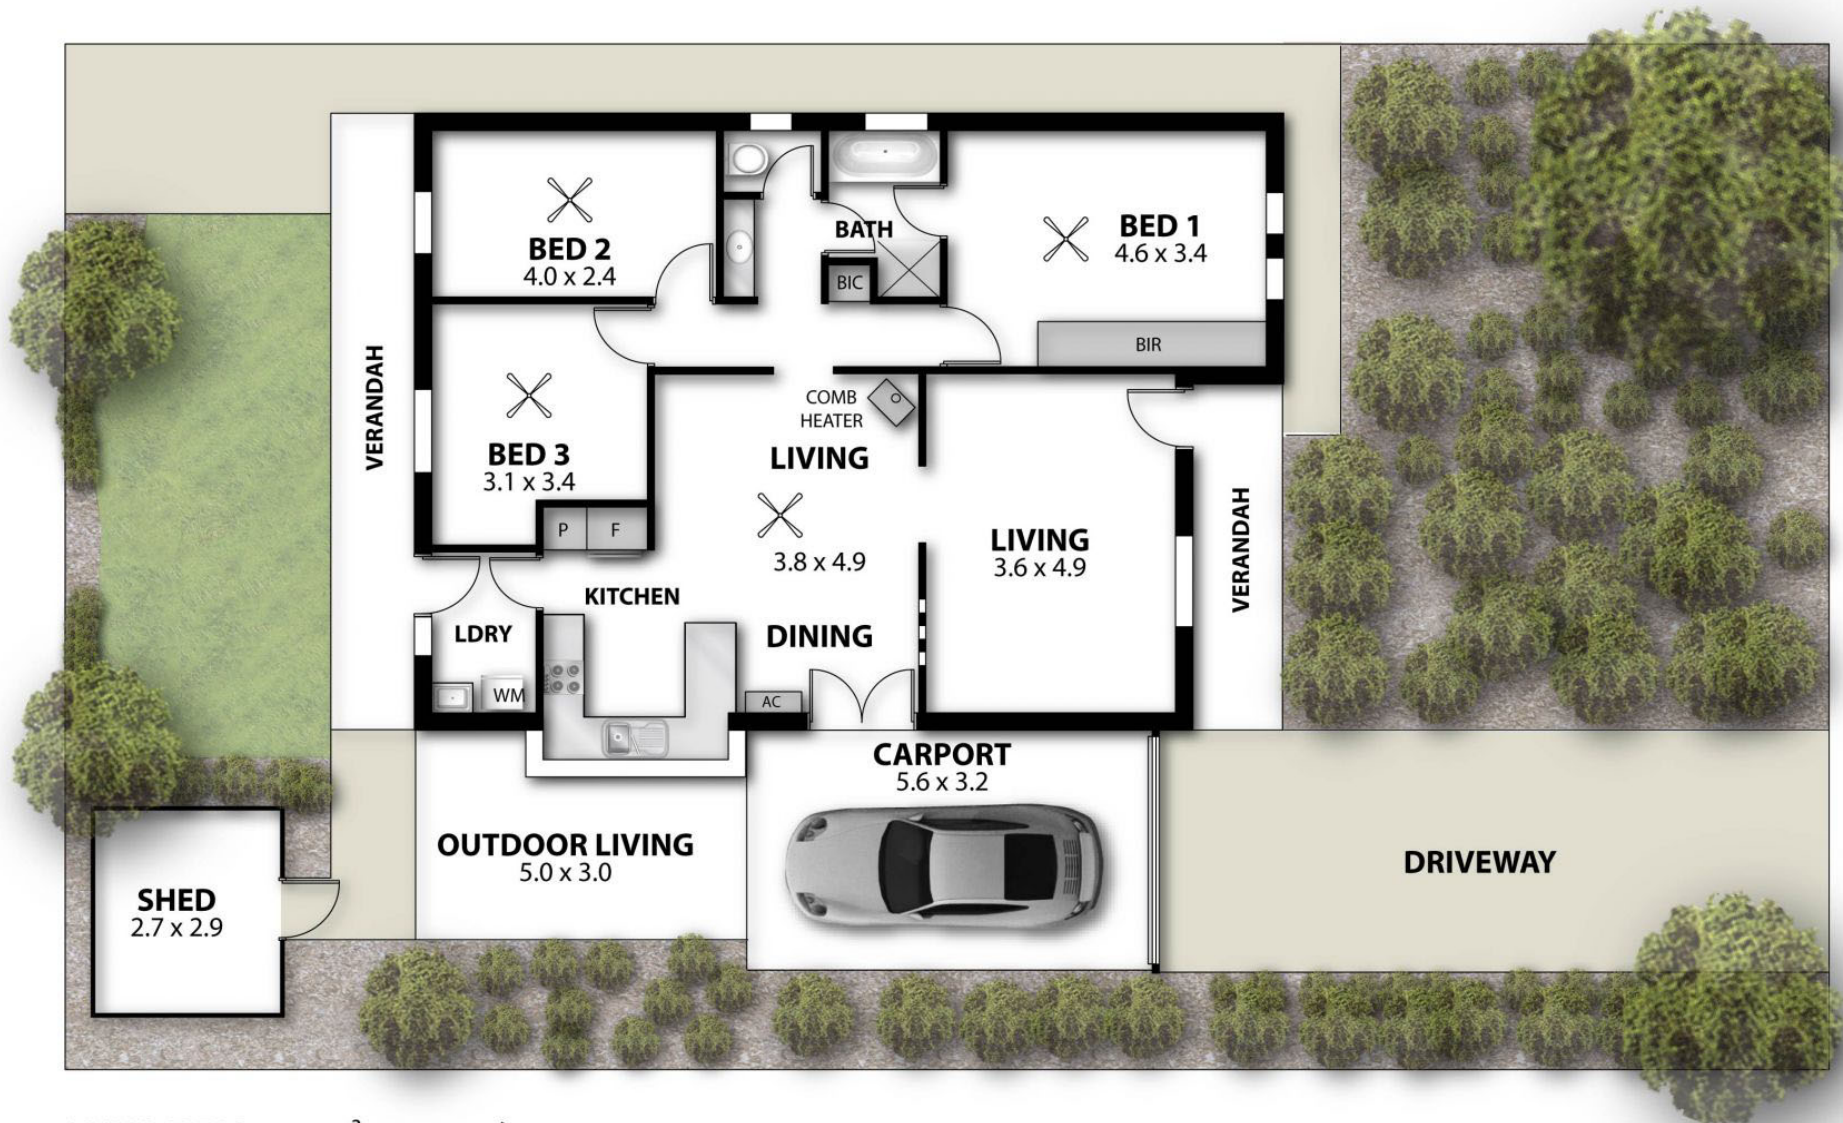 BED 2
4.0 x 2.4
BATH
BED 1
4.6 x 3.4
BIC
BIR
VERANDAH
BED 3
3.1 x 3.4
COMB
HEATER
LIVING
3.8 x 4.9
LIVING
3.6 x 4.9
VERANDAH
P
F
KITCHEN
LDRY
DINING
WM
AC
CARPORT
5.6 x 3.2
OUTDOOR LIVING
5.0 x 3.0
DRIVEWAY
SHED
2.7 x 2.9